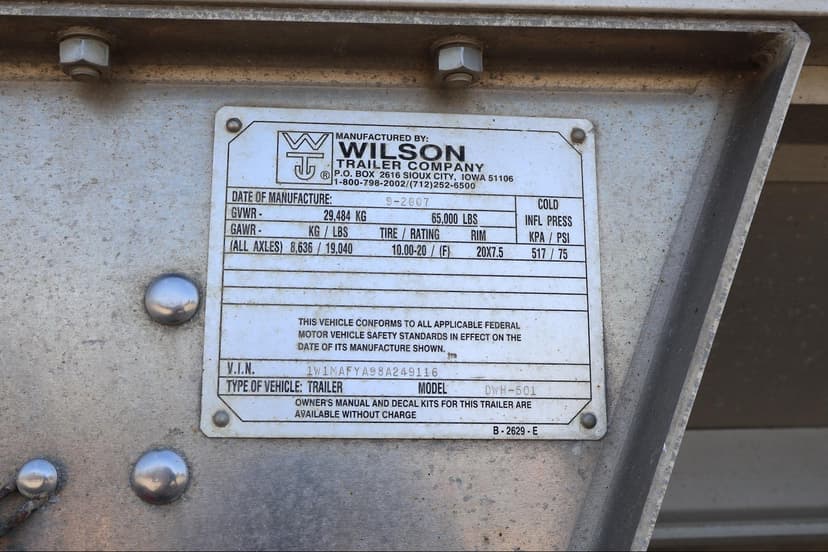 MANUFACTURED BY:
WILSON
TRAILER COMPANY
P.O. BOX 2616 SIOUX CITY, IOWA 51106
1-800-798-2002/(712)252-6500
WT ®
DATE OF MANUFACTURE: 9-2007 COLD
GVWR - 29,484 KG 65,000 LBS INFL PRESS
GAWR - KG / LBS TIRE / RATING RIM KPA / PSI
(ALL AXLES) 8,636 / 19,040 10.00-20 / (F) 20X7.5 517 / 75
THIS VEHICLE CONFORMS TO ALL APPLICABLE FEDERAL
MOTOR VEHICLE SAFETY STANDARDS IN EFFECT ON THE
DATE OF ITS MANUFACTURE SHOWN.
V.I.N. 1W1MAFYA98A249116
TYPE OF VEHICLE: TRAILER MODEL DWH-501
OWNER'S MANUAL AND DECAL KITS FOR THIS TRAILER ARE
AVAILABLE WITHOUT CHARGE
B - 2629 - E